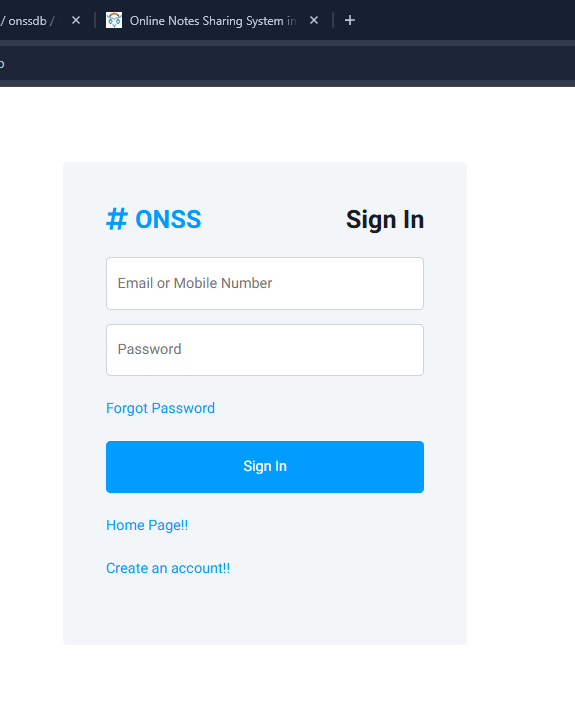 / onssdb /
Online Notes Sharing System in
# ONSS
Sign In
Email or Mobile Number
Password
Forgot Password
Sign In
Home Page!!
Create an account!!